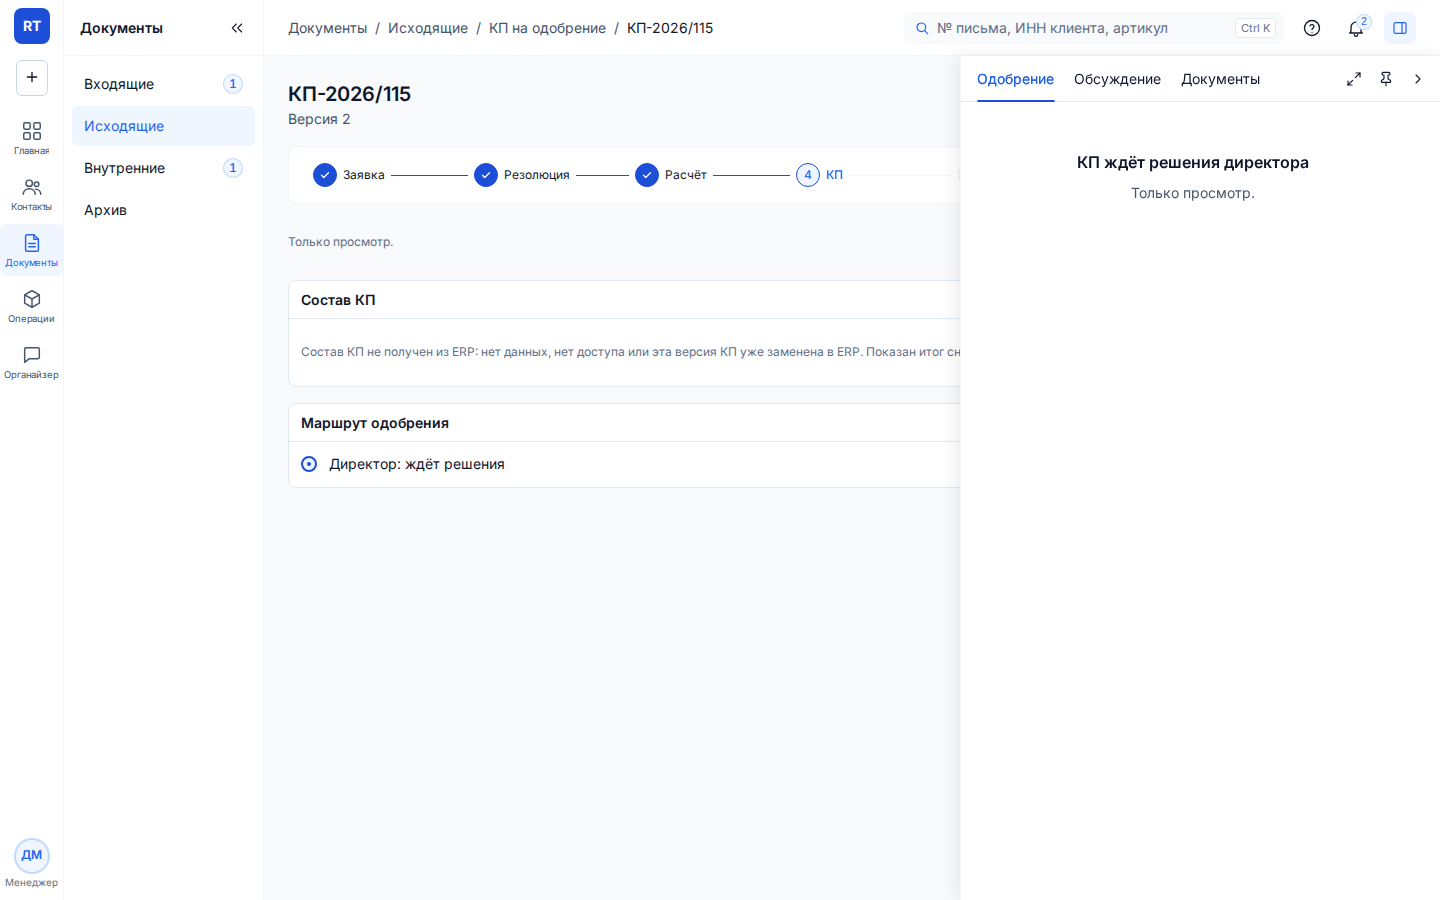 RT
Документы
Документы / Исходящие / КП на одобрение / КП-2026/115
№ письма, ИНН клиента, артикул
Ctrl K
2
Главная
Контакты
Документы
Операции
Органайзер
ДМ
Менеджер
Входящие 1
Исходящие
Внутренние 1
Архив
КП-2026/115
Версия 2
Заявка
Резолюция
Расчёт
4 КП
Только просмотр.
Состав КП
Состав КП не получен из ERP: нет данных, нет доступа или эта версия КП уже заменена в ERP. Показан итог сн
Маршрут одобрения
Директор: ждёт решения
Одобрение Обсуждение Документы
КП ждёт решения директора
Только просмотр.